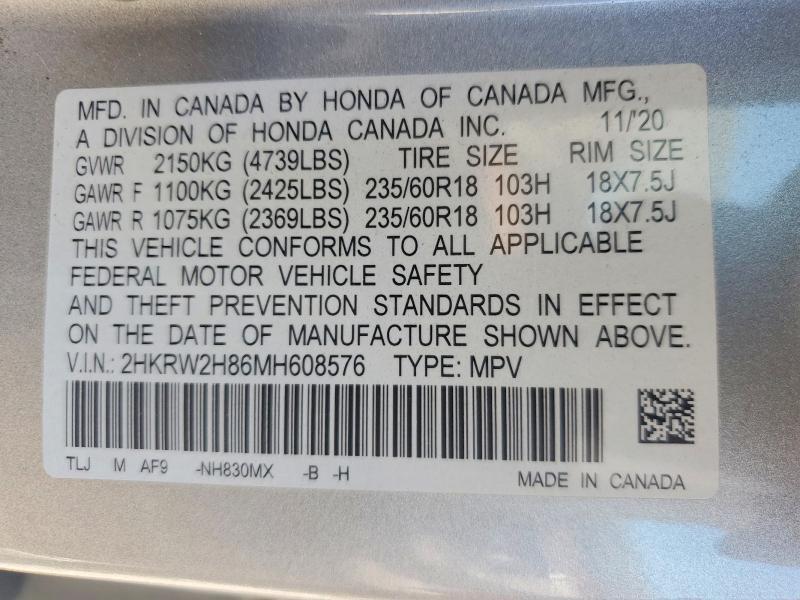 MFD. IN CANADA BY HONDA OF CANADA MFG.,
A DIVISION OF HONDA CANADA INC. 11/'20
GVWR 2150KG (4739LBS) TIRE SIZE RIM SIZE
GAWR F 1100KG (2425LBS) 235/60R18 103H 18X7.5J
GAWR R 1075KG (2369LBS) 235/60R18 103H 18X7.5J
THIS VEHICLE CONFORMS TO ALL APPLICABLE
FEDERAL MOTOR VEHICLE SAFETY
AND THEFT PREVENTION STANDARDS IN EFFECT
ON THE DATE OF MANUFACTURE SHOWN ABOVE.
V.I.N.: 2HKRW2H86MH608576 TYPE: MPV
TLJ M AF9 -NH830MX -B -H MADE IN CANADA